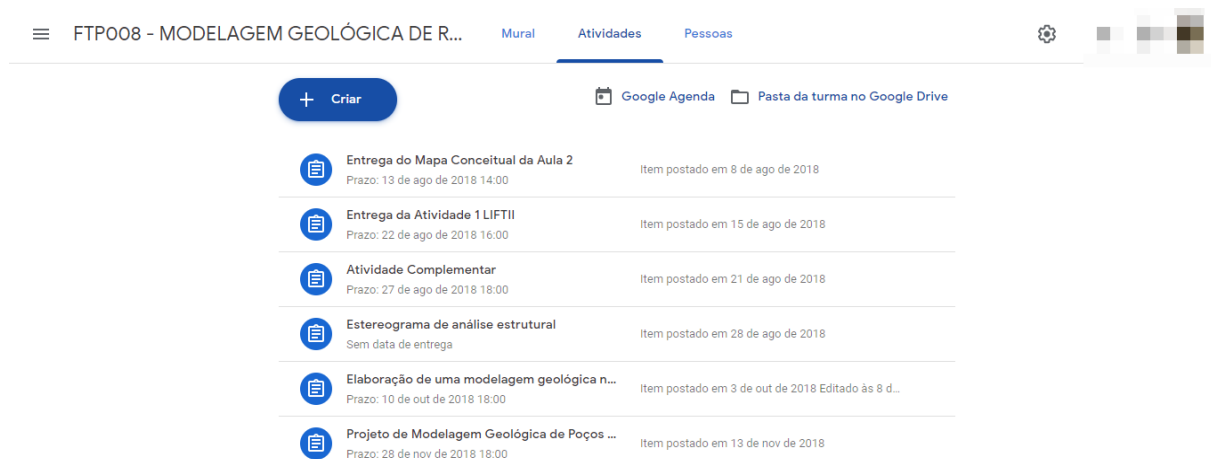 FTP008 - MODELAGEM GEOLÓGICA DE R...
Mural
Atividades
Pessoas
Criar
Google Agenda
Pasta da turma no Google Drive
Entrega do Mapa Conceitual da Aula 2
Prazo: 13 de ago de 2018 14:00
Item postado em 8 de ago de 2018
Entrega da Atividade 1 LIFTII
Prazo: 22 de ago de 2018 16:00
Item postado em 15 de ago de 2018
Atividade Complementar
Prazo: 27 de ago de 2018 18:00
Item postado em 21 de ago de 2018
Estereograma de análise estrutural
Sem data de entrega
Item postado em 28 de ago de 2018
Elaboração de uma modelagem geológica n...
Prazo: 10 de out de 2018 18:00
Item postado em 3 de out de 2018 Editado às 8 d...
Projeto de Modelagem Geológica de Poços ...
Prazo: 28 de nov de 2018 18:00
Item postado em 13 de nov de 2018